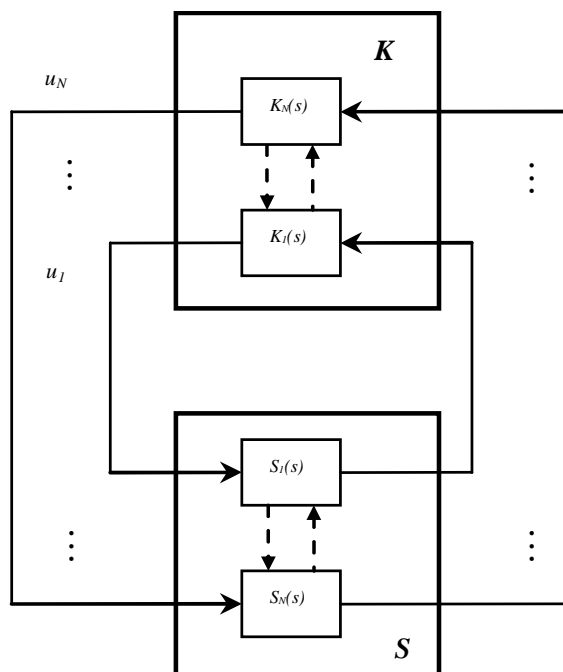 K
u_N
K_N(s)
⋮
⋮
K_1(s)
u_1
S_1(s)
⋮
⋮
S_N(s)
S